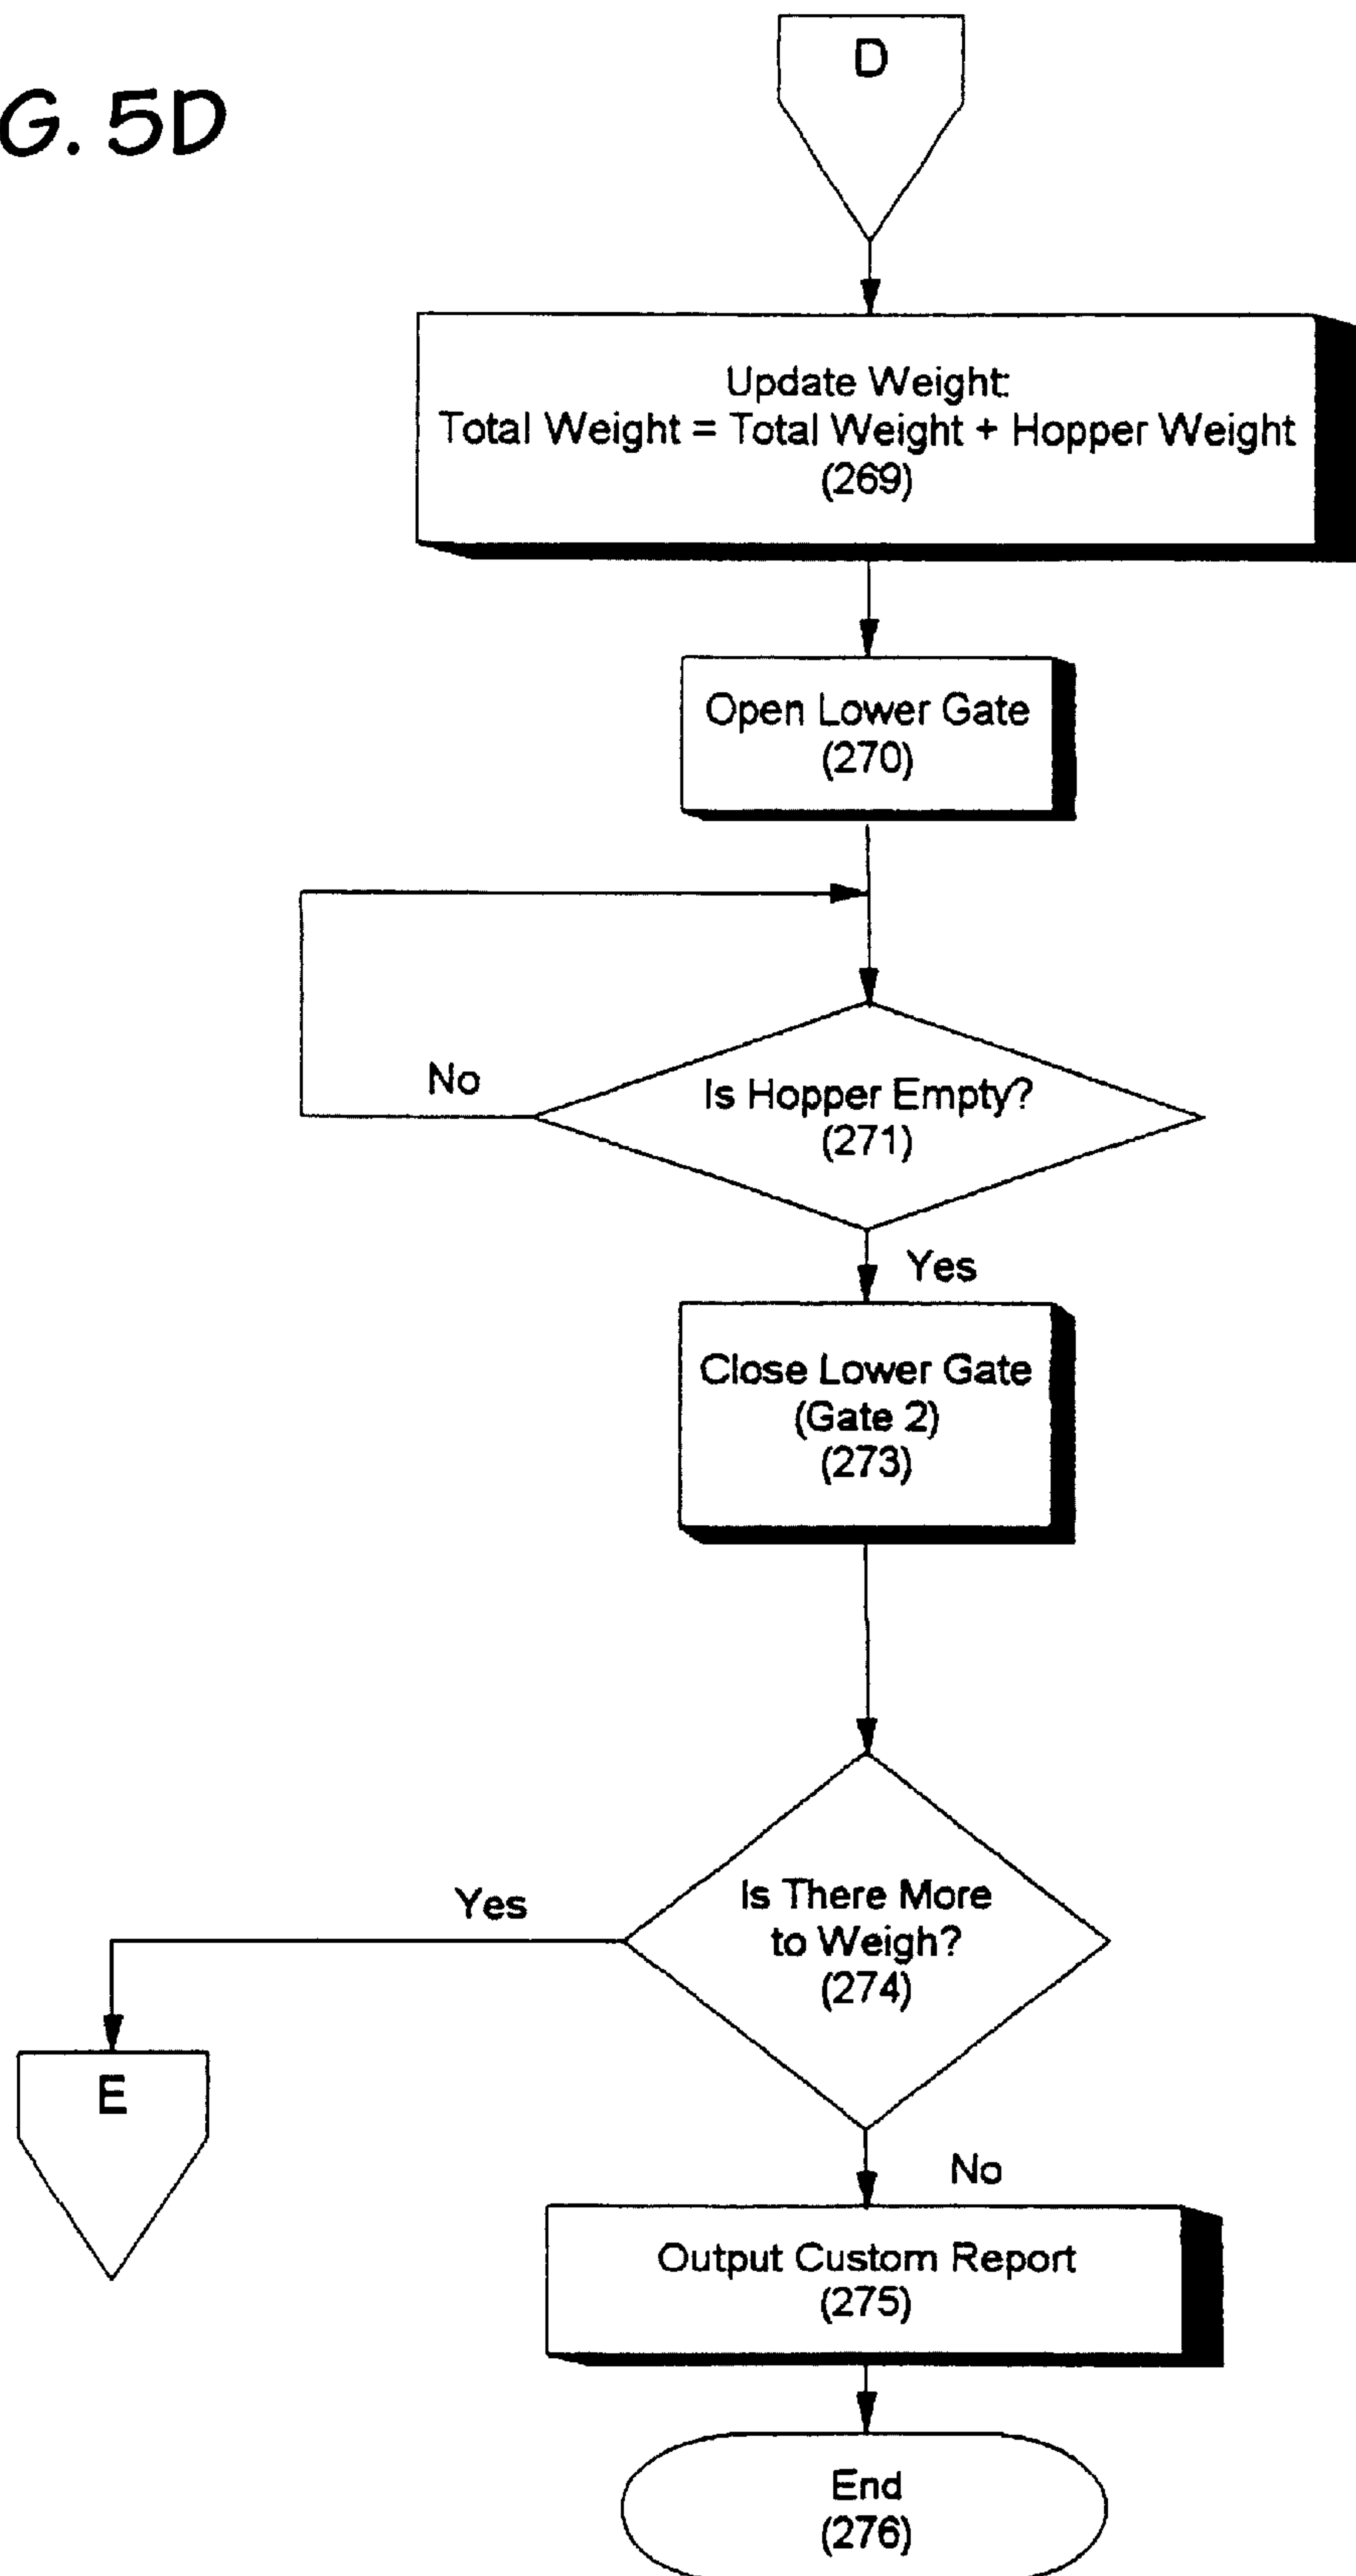 G. 5D
D
Update Weight:
Total Weight = Total Weight + Hopper Weight
(269)
Open Lower Gate
(270)
No
Is Hopper Empty?
(271)
Yes
Close Lower Gate
(Gate 2)
(273)
Yes
Is There More
to Weigh?
(274)
E
No
Output Custom Report
(275)
End
(276)